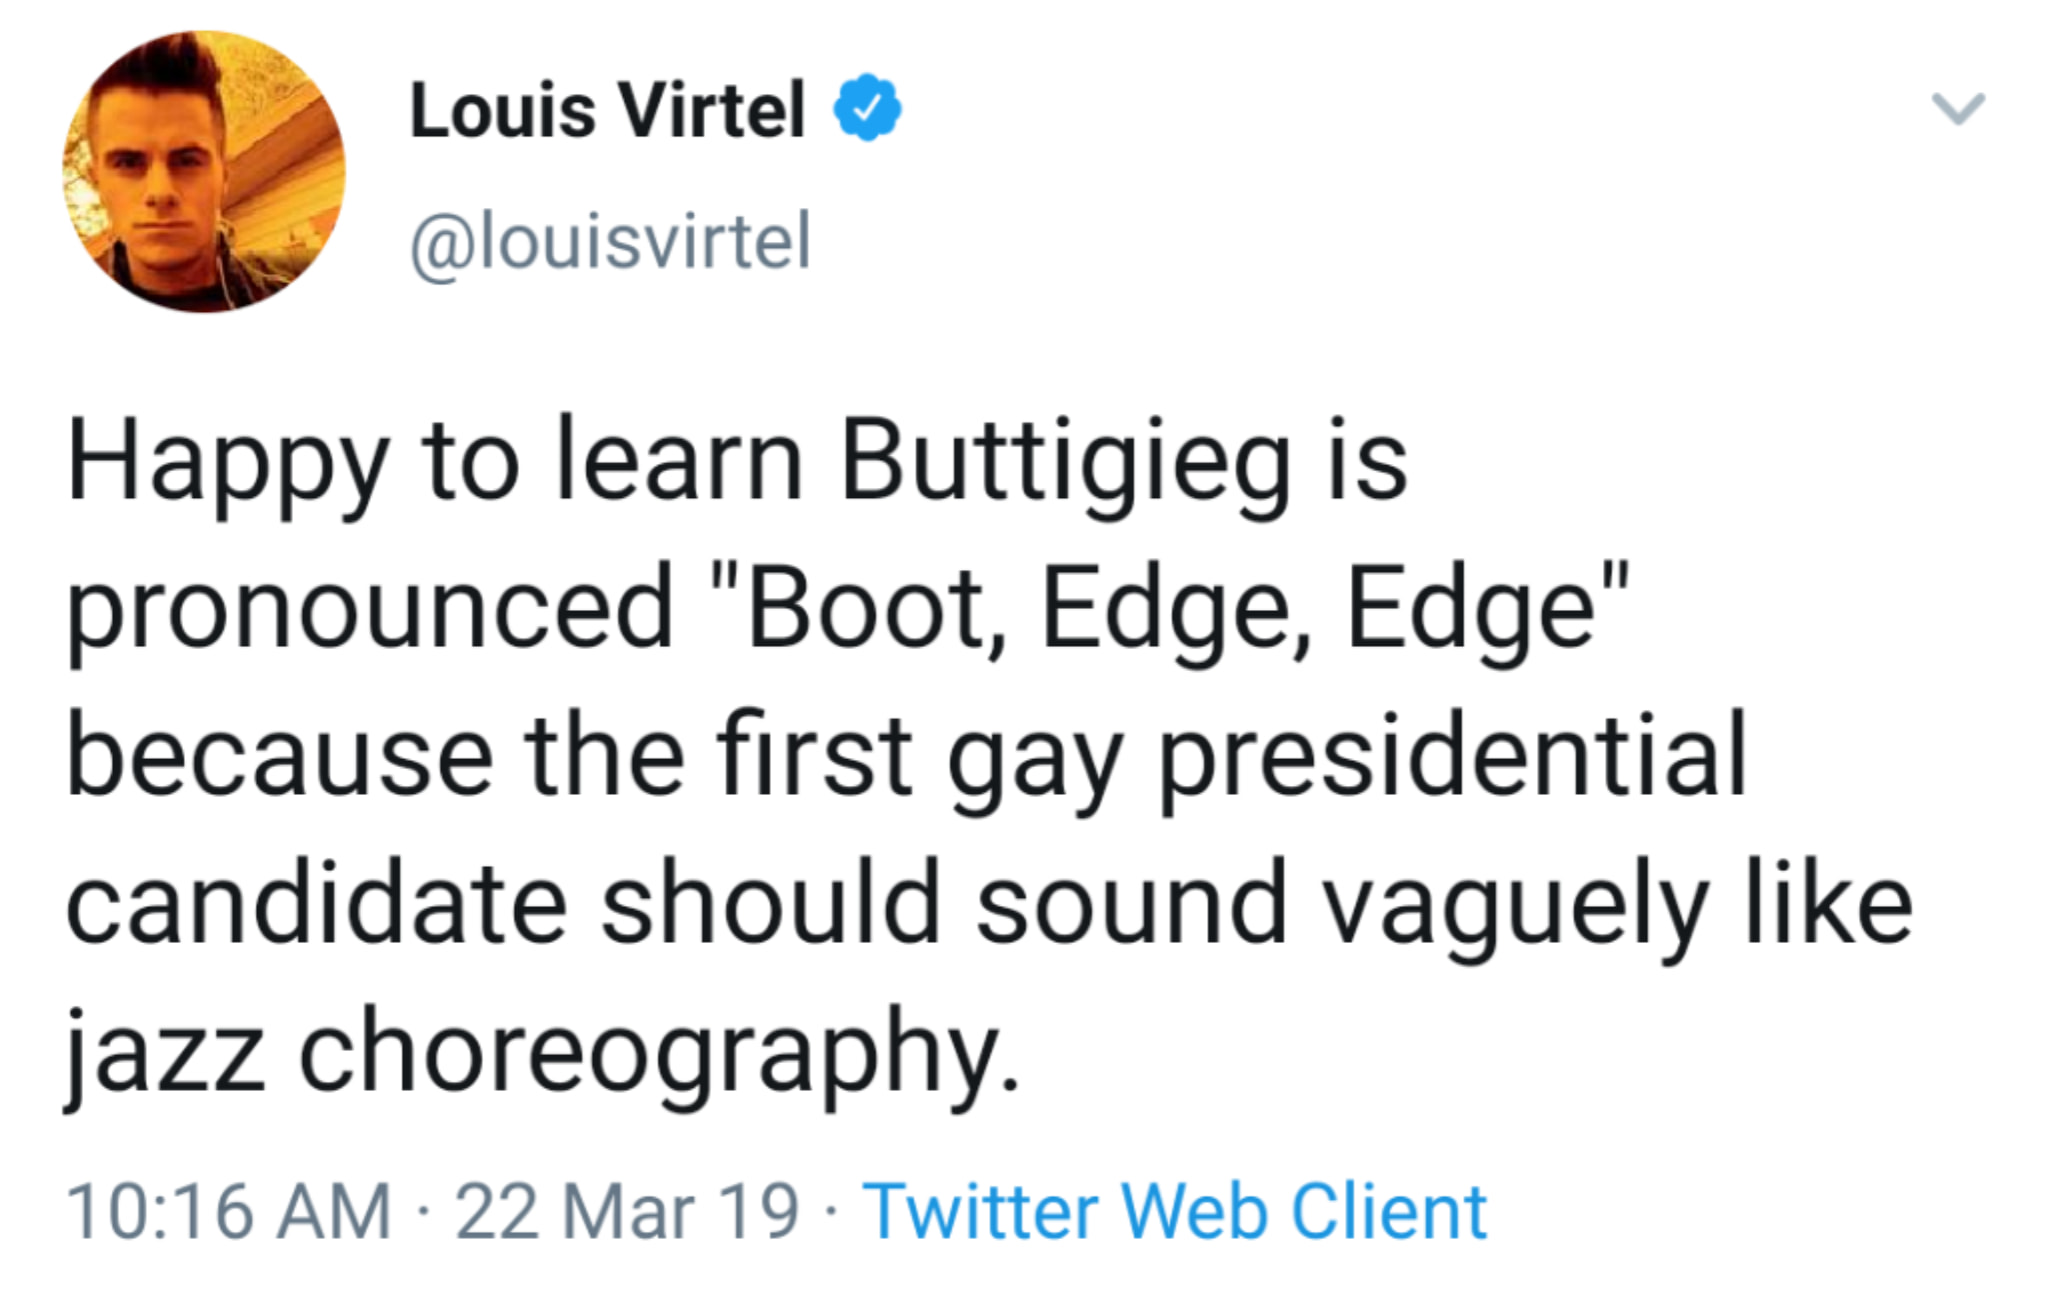 Louis Virtel
@louisvirtel
Happy to learn Buttigieg is
pronounced "Boot, Edge, Edge"
because the first gay presidential
candidate should sound vaguely like
jazz choreography.
10:16 AM · 22 Mar 19 · Twitter Web Client